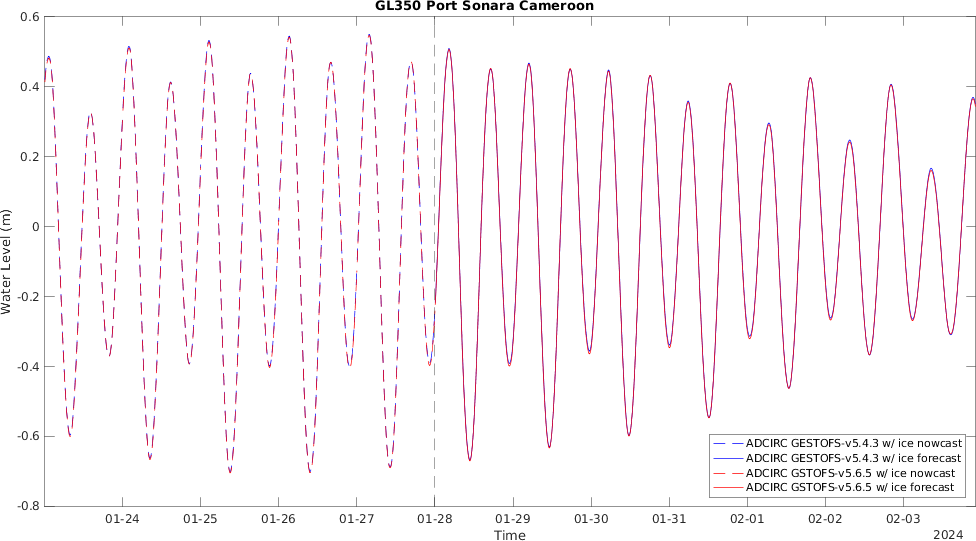 GL350 Port Sonara Cameroon
0.6
0.4
0.2
0
-0.2
-0.4
-0.6
-0.8
Water Level (m)
ADCIRC GESTOFS-v5.4.3 w/ ice nowcast
ADCIRC GESTOFS-v5.4.3 w/ ice forecast
ADCIRC GSTOFS-v5.6.5 w/ ice nowcast
ADCIRC GSTOFS-v5.6.5 w/ ice forecast
01-24 01-25 01-26 01-27 01-28 01-29 01-30 01-31 02-01 02-02 02-03
Time
2024